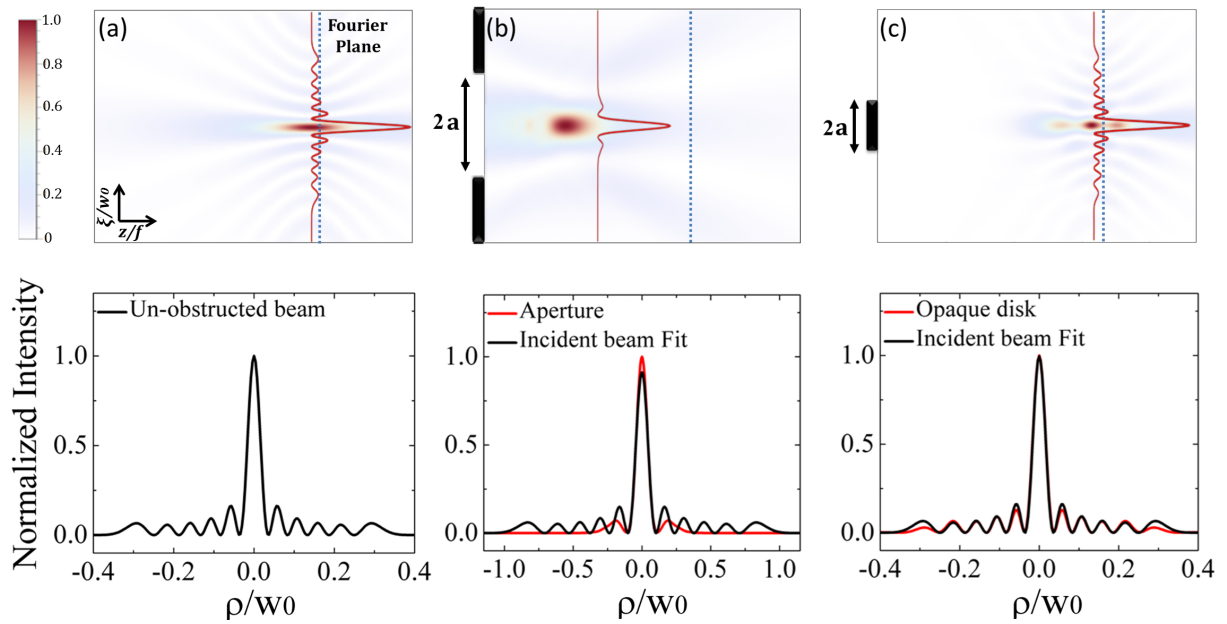 (a)
Fourier
Plane
1.0
0.8
0.6
0.4
0.2
0
ξ/w0
z/f
(b)
2a
(c)
2a
Normalized Intensity
Un-obstructed beam
1.0
0.5
0.0
-0.4 -0.2 0.0 0.2 0.4
ρ/w0
Aperture
Incident beam Fit
1.0
0.5
0.0
-1.0 -0.5 0.0 0.5 1.0
ρ/w0
Opaque disk
Incident beam Fit
1.0
0.5
0.0
-0.4 -0.2 0.0 0.2 0.4
ρ/w0